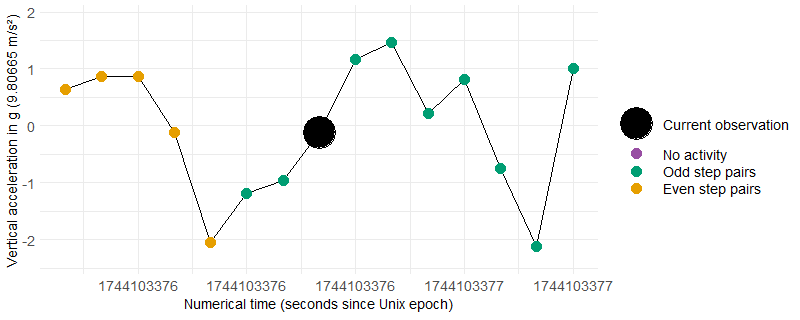 Vertical acceleration in g (9.80665 m/s²)
2
1
0
-1
-2
1744103376
1744103376
1744103376
1744103377
1744103377
Numerical time (seconds since Unix epoch)
Current observation
No activity
Odd step pairs
Even step pairs